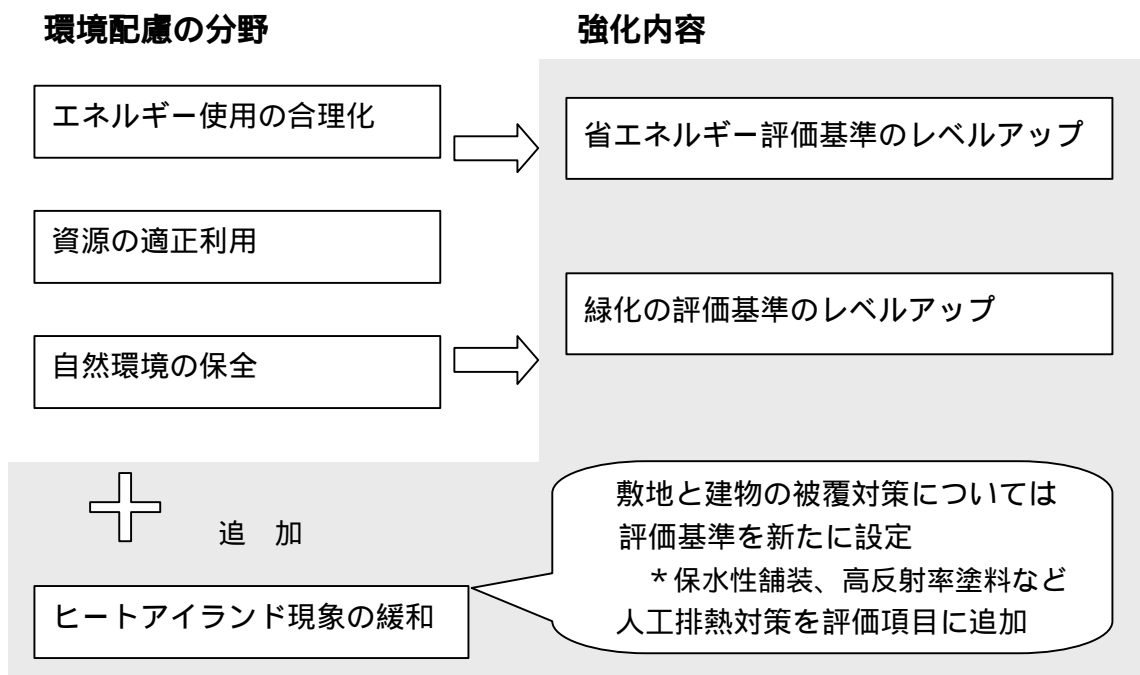 環境配慮の分野
強化内容
エネルギー使用の合理化
省エネルギー評価基準のレベルアップ
資源の適正利用
緑化の評価基準のレベルアップ
自然環境の保全
追 加
敷地と建物の被覆対策については
評価基準を新たに設定
*保水性舗装、高反射率塗料など
人工排熱対策を評価項目に追加
ヒートアイランド現象の緩和